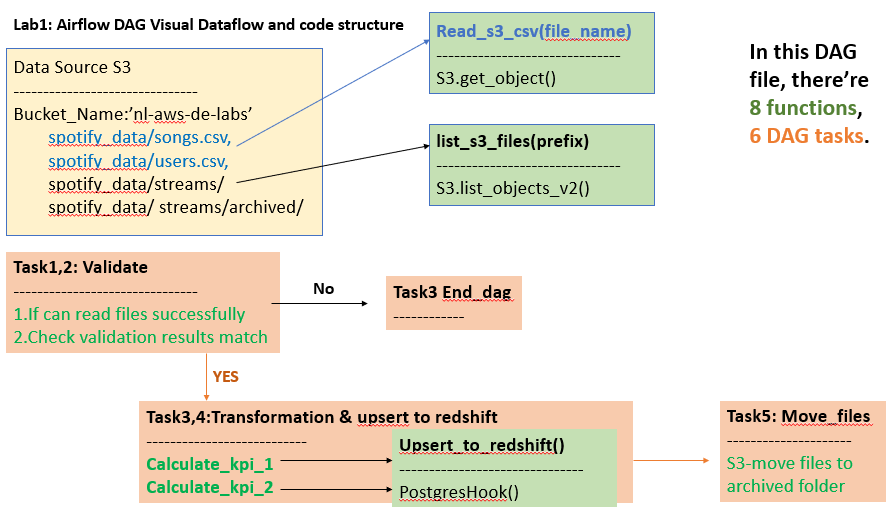 Lab1: Airflow DAG Visual Dataflow and code structure
Data Source S3
-------------------------------
Bucket_Name:’nl-aws-de-labs’
spotify_data/songs.csv,
spotify_data/users.csv,
spotify_data/streams/
spotify_data/ streams/archived/
Read_s3_csv(file_name)
-------------------------------
S3.get_object()
list_s3_files(prefix)
-------------------------------
S3.list_objects_v2()
In this DAG
file, there’re
8 functions,
6 DAG tasks.
Task1,2: Validate
-------------------------------
1.If can read files successfully
2.Check validation results match
No
Task3 End_dag
------------
YES
Task3,4:Transformation & upsert to redshift
---------------------------
Calculate_kpi_1
Calculate_kpi_2
Upsert_to_redshift()
-------------------------------
PostgresHook()
Task5: Move_files
---------------------
S3-move files to
archived folder